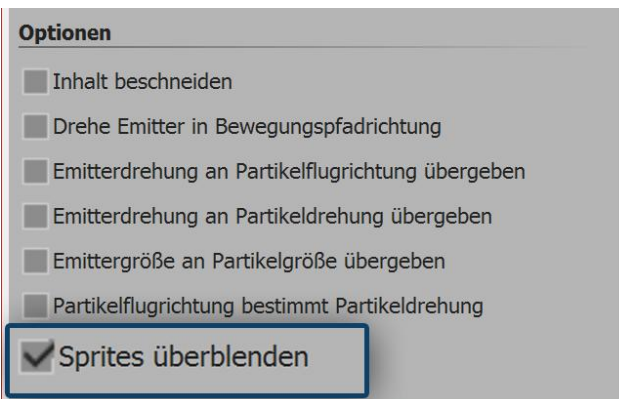 Optionen
Inhalt beschneiden
Drehe Emitter in Bewegungspfadrichtung
Emitterdrehung an Partikelflugrichtung übergeben
Emitterdrehung an Partikeldrehung übergeben
Emittergröße an Partikelgröße übergeben
Partikelflugrichtung bestimmt Partikeldrehung
Sprites überblenden